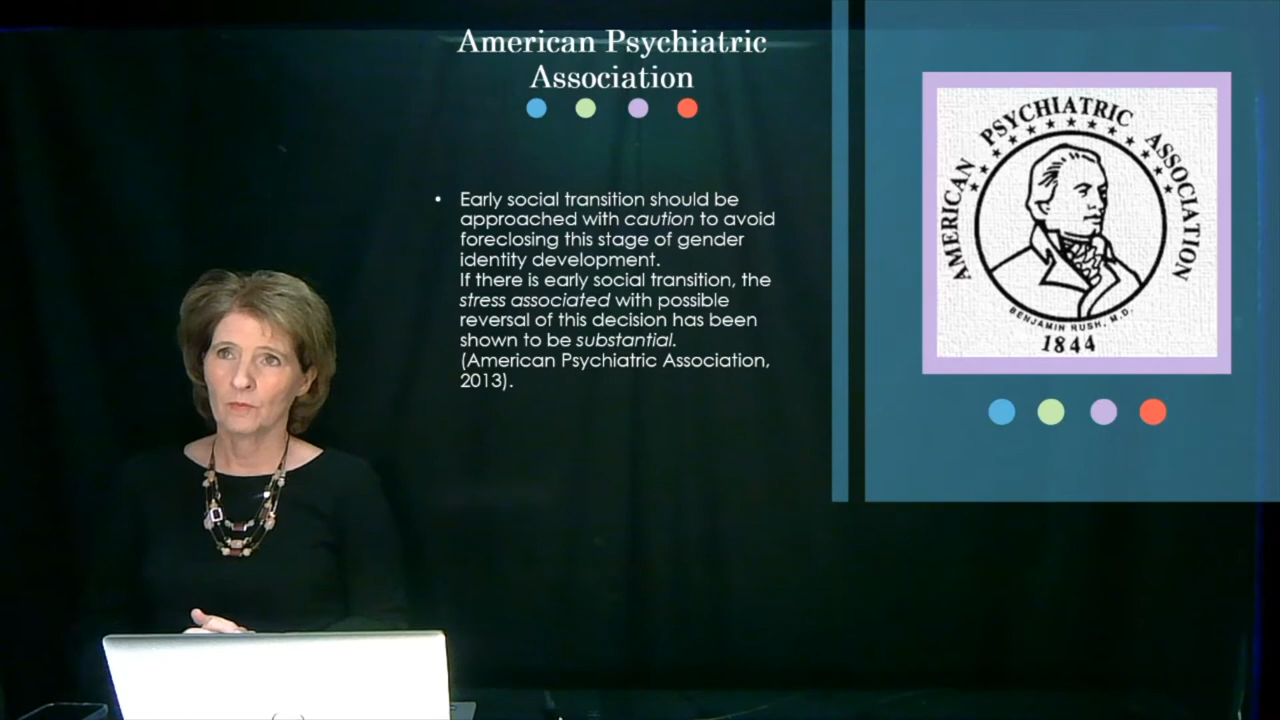 American Psychiatric
Association
• Early social transition should be
approached with caution to avoid
foreclosing this stage of gender
identity development.
If there is early social transition, the
stress associated with possible
reversal of this decision has been
shown to be substantial.
(American Psychiatric Association,
2013).
AMERICAN PSYCHIATRIC ASSOCIATION
BENJAMIN RUSH, M.D.
1844